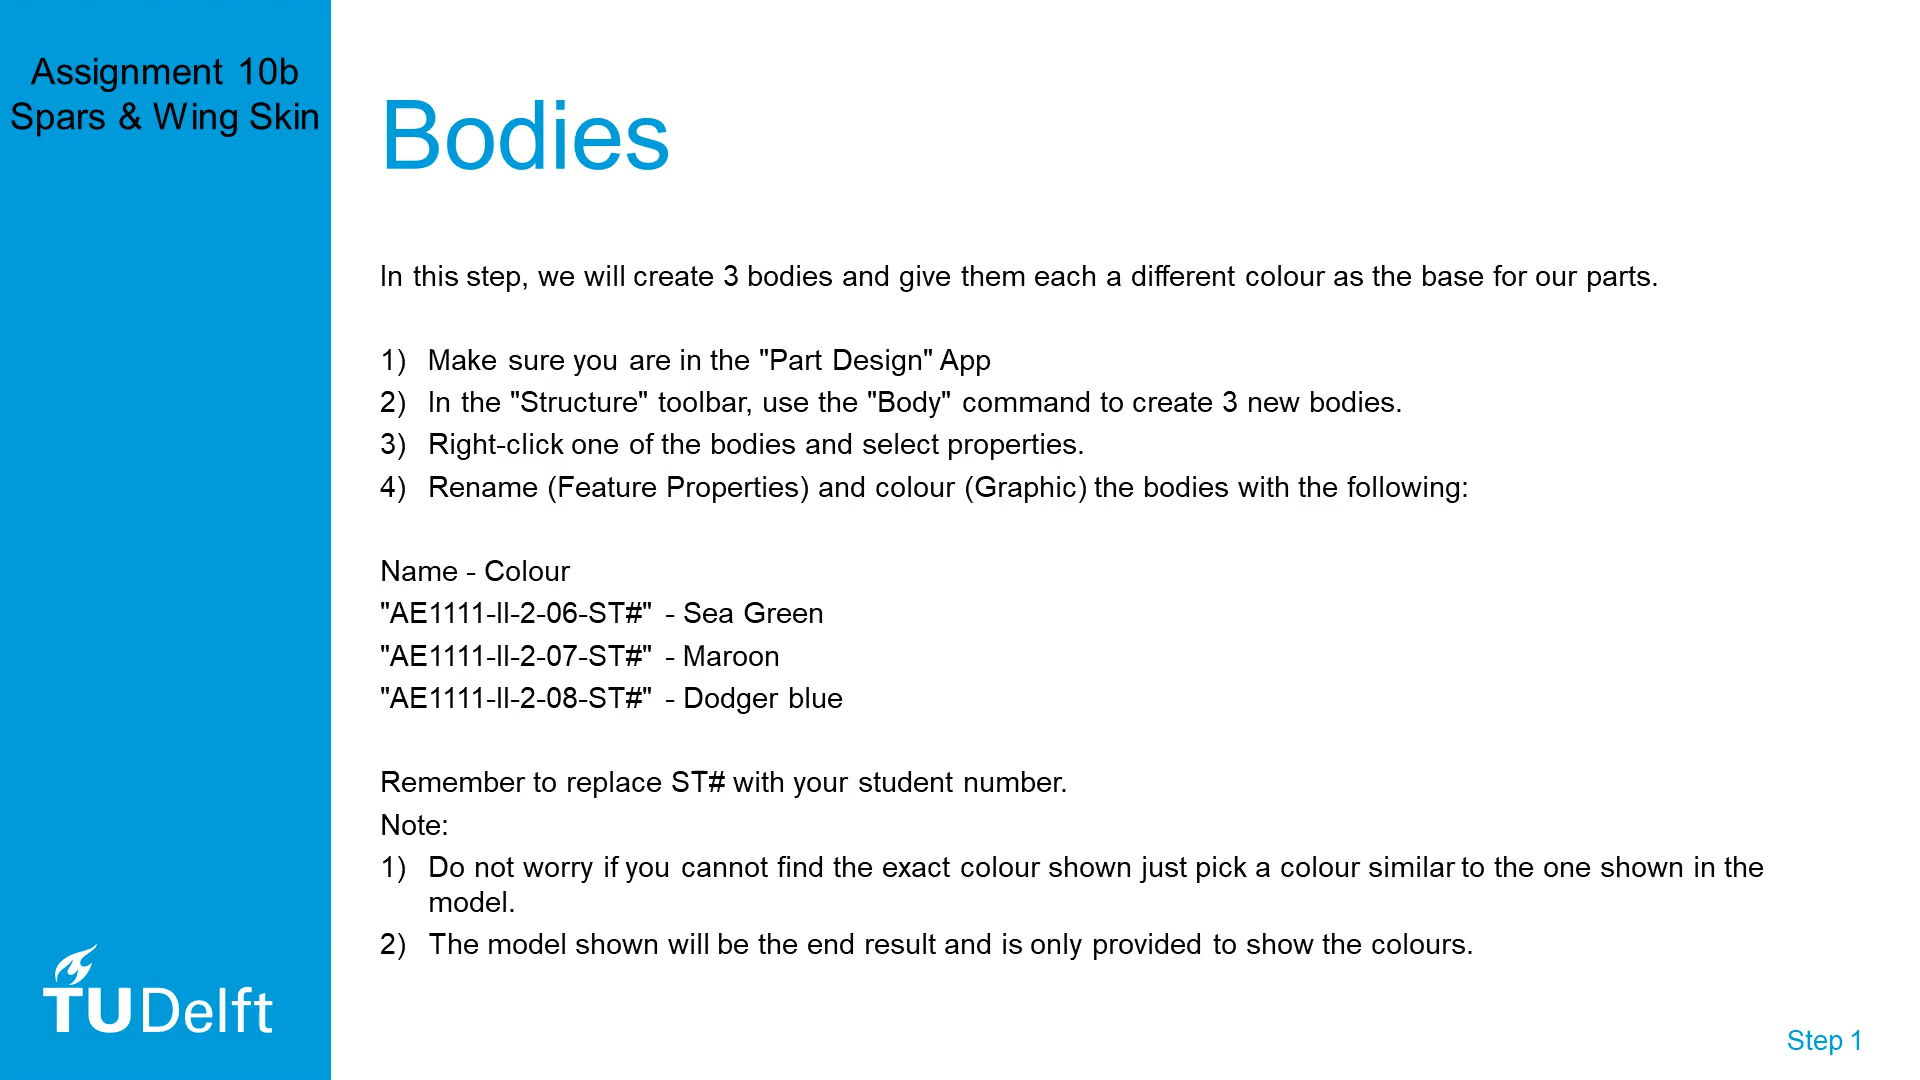 Assignment 10b
Spars & Wing Skin
Bodies
In this step, we will create 3 bodies and give them each a different colour as the base for our parts.
1) Make sure you are in the "Part Design" App
2) In the "Structure" toolbar, use the "Body" command to create 3 new bodies.
3) Right-click one of the bodies and select properties.
4) Rename (Feature Properties) and colour (Graphic) the bodies with the following:
Name - Colour
"AE1111-II-2-06-ST#" - Sea Green
"AE1111-II-2-07-ST#" - Maroon
"AE1111-II-2-08-ST#" - Dodger blue
Remember to replace ST# with your student number.
Note:
1) Do not worry if you cannot find the exact colour shown just pick a colour similar to the one shown in the
model.
2) The model shown will be the end result and is only provided to show the colours.
TU Delft
Step 1